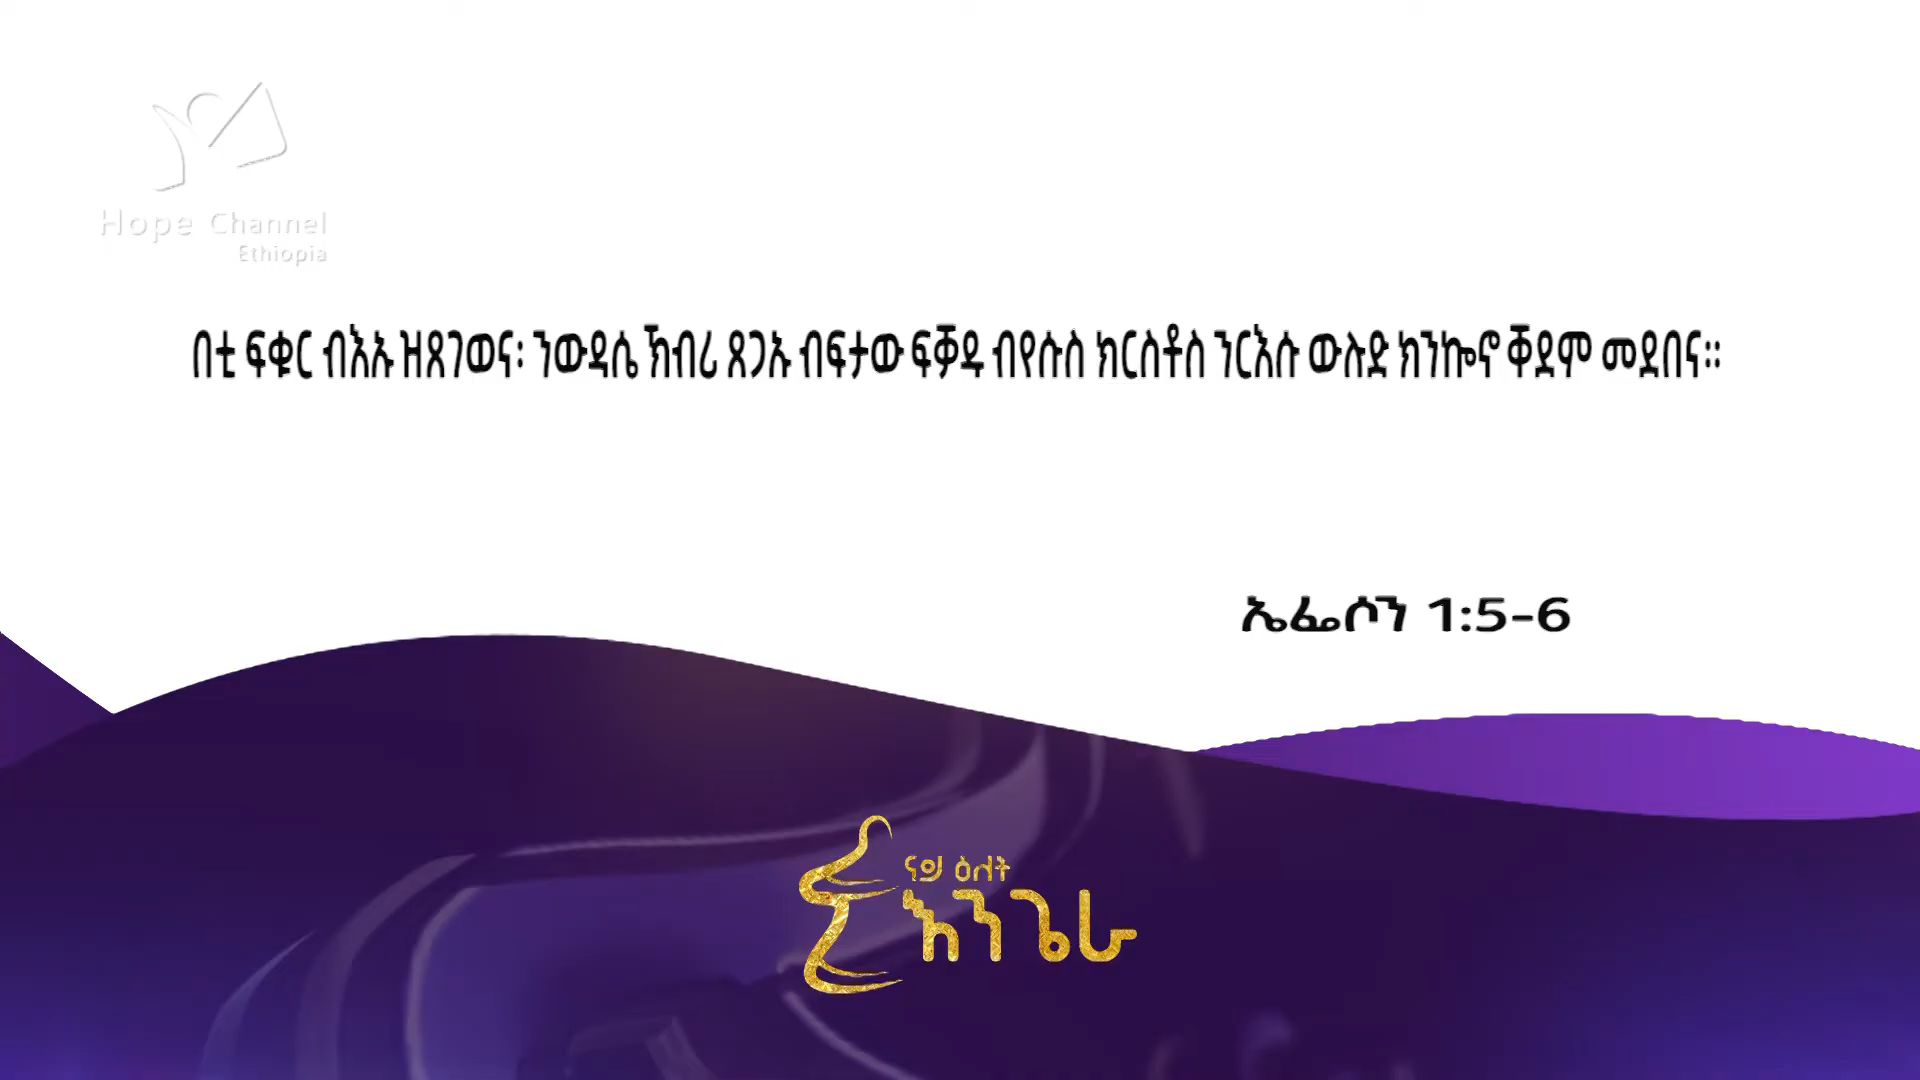 Hope Channel
Ethiopia
በቲ ፍቁር ብእኡ ዝጸገወና፡ ንውዳሴ ኽብሪ ጸጋኡ ብፍታው ፍቓዱ ብየሱስ ክርስቶስ ንርእሱ ውሉድ ክንኰኖ ቐደም መደበና።
ኤፌሶን 1:5-6
ናይ ዕለት
እንጌራ